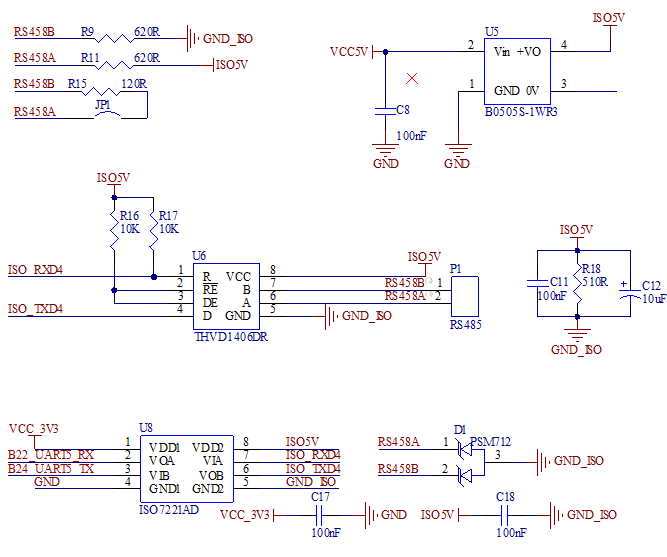 RS458B R9 620R GND_ISO
RS458A R11 620R ISO5V
RS458B R15 120R
RS458A JP1
ISO5V
U5
VCC5V 2 Vin +VO 4
1 GND 0V 3
B0505S-1WR3
C8
100nF
GND GND
ISO5V
R16 R17
10K 10K
U6
ISO_RXD4 1 R VCC 8 ISO5V
2 RE B 7 RS458B 1 P1
3 DE A 6 RS458A 2
ISO_TXD4 4 D GND 5 GND_ISO
THVD1406DR RS485
ISO5V
C11 R18 C12
100nF 510R + 10uF
GND_ISO
VCC_3V3 U8
1 VDD1 VDD2 8 ISO5V
B22_UART5_RX 2 VOA VIA 7 ISO_RXD4
B24_UART5_TX 3 VIB VOB 6 ISO_TXD4
GND 4 GND1 GND2 5 GND_ISO
ISO7221AD
D1
RS458A 1 PSM712
3 GND_ISO
RS458B 2
C17
VCC_3V3 GND
100nF
C18
ISO5V GND_ISO
100nF